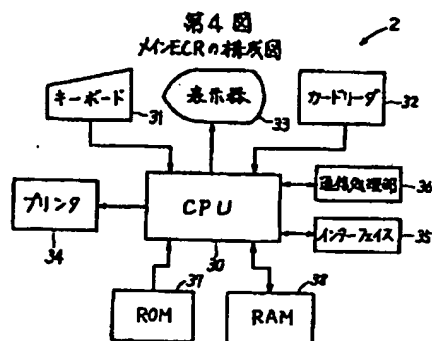 第4図
メインECRの構成図
2
キーボード
31
表示器
33
カードリーダ
32
プリンタ
34
CPU
30
通信処理部
36
インターフェイス
35
ROM
37
RAM
38